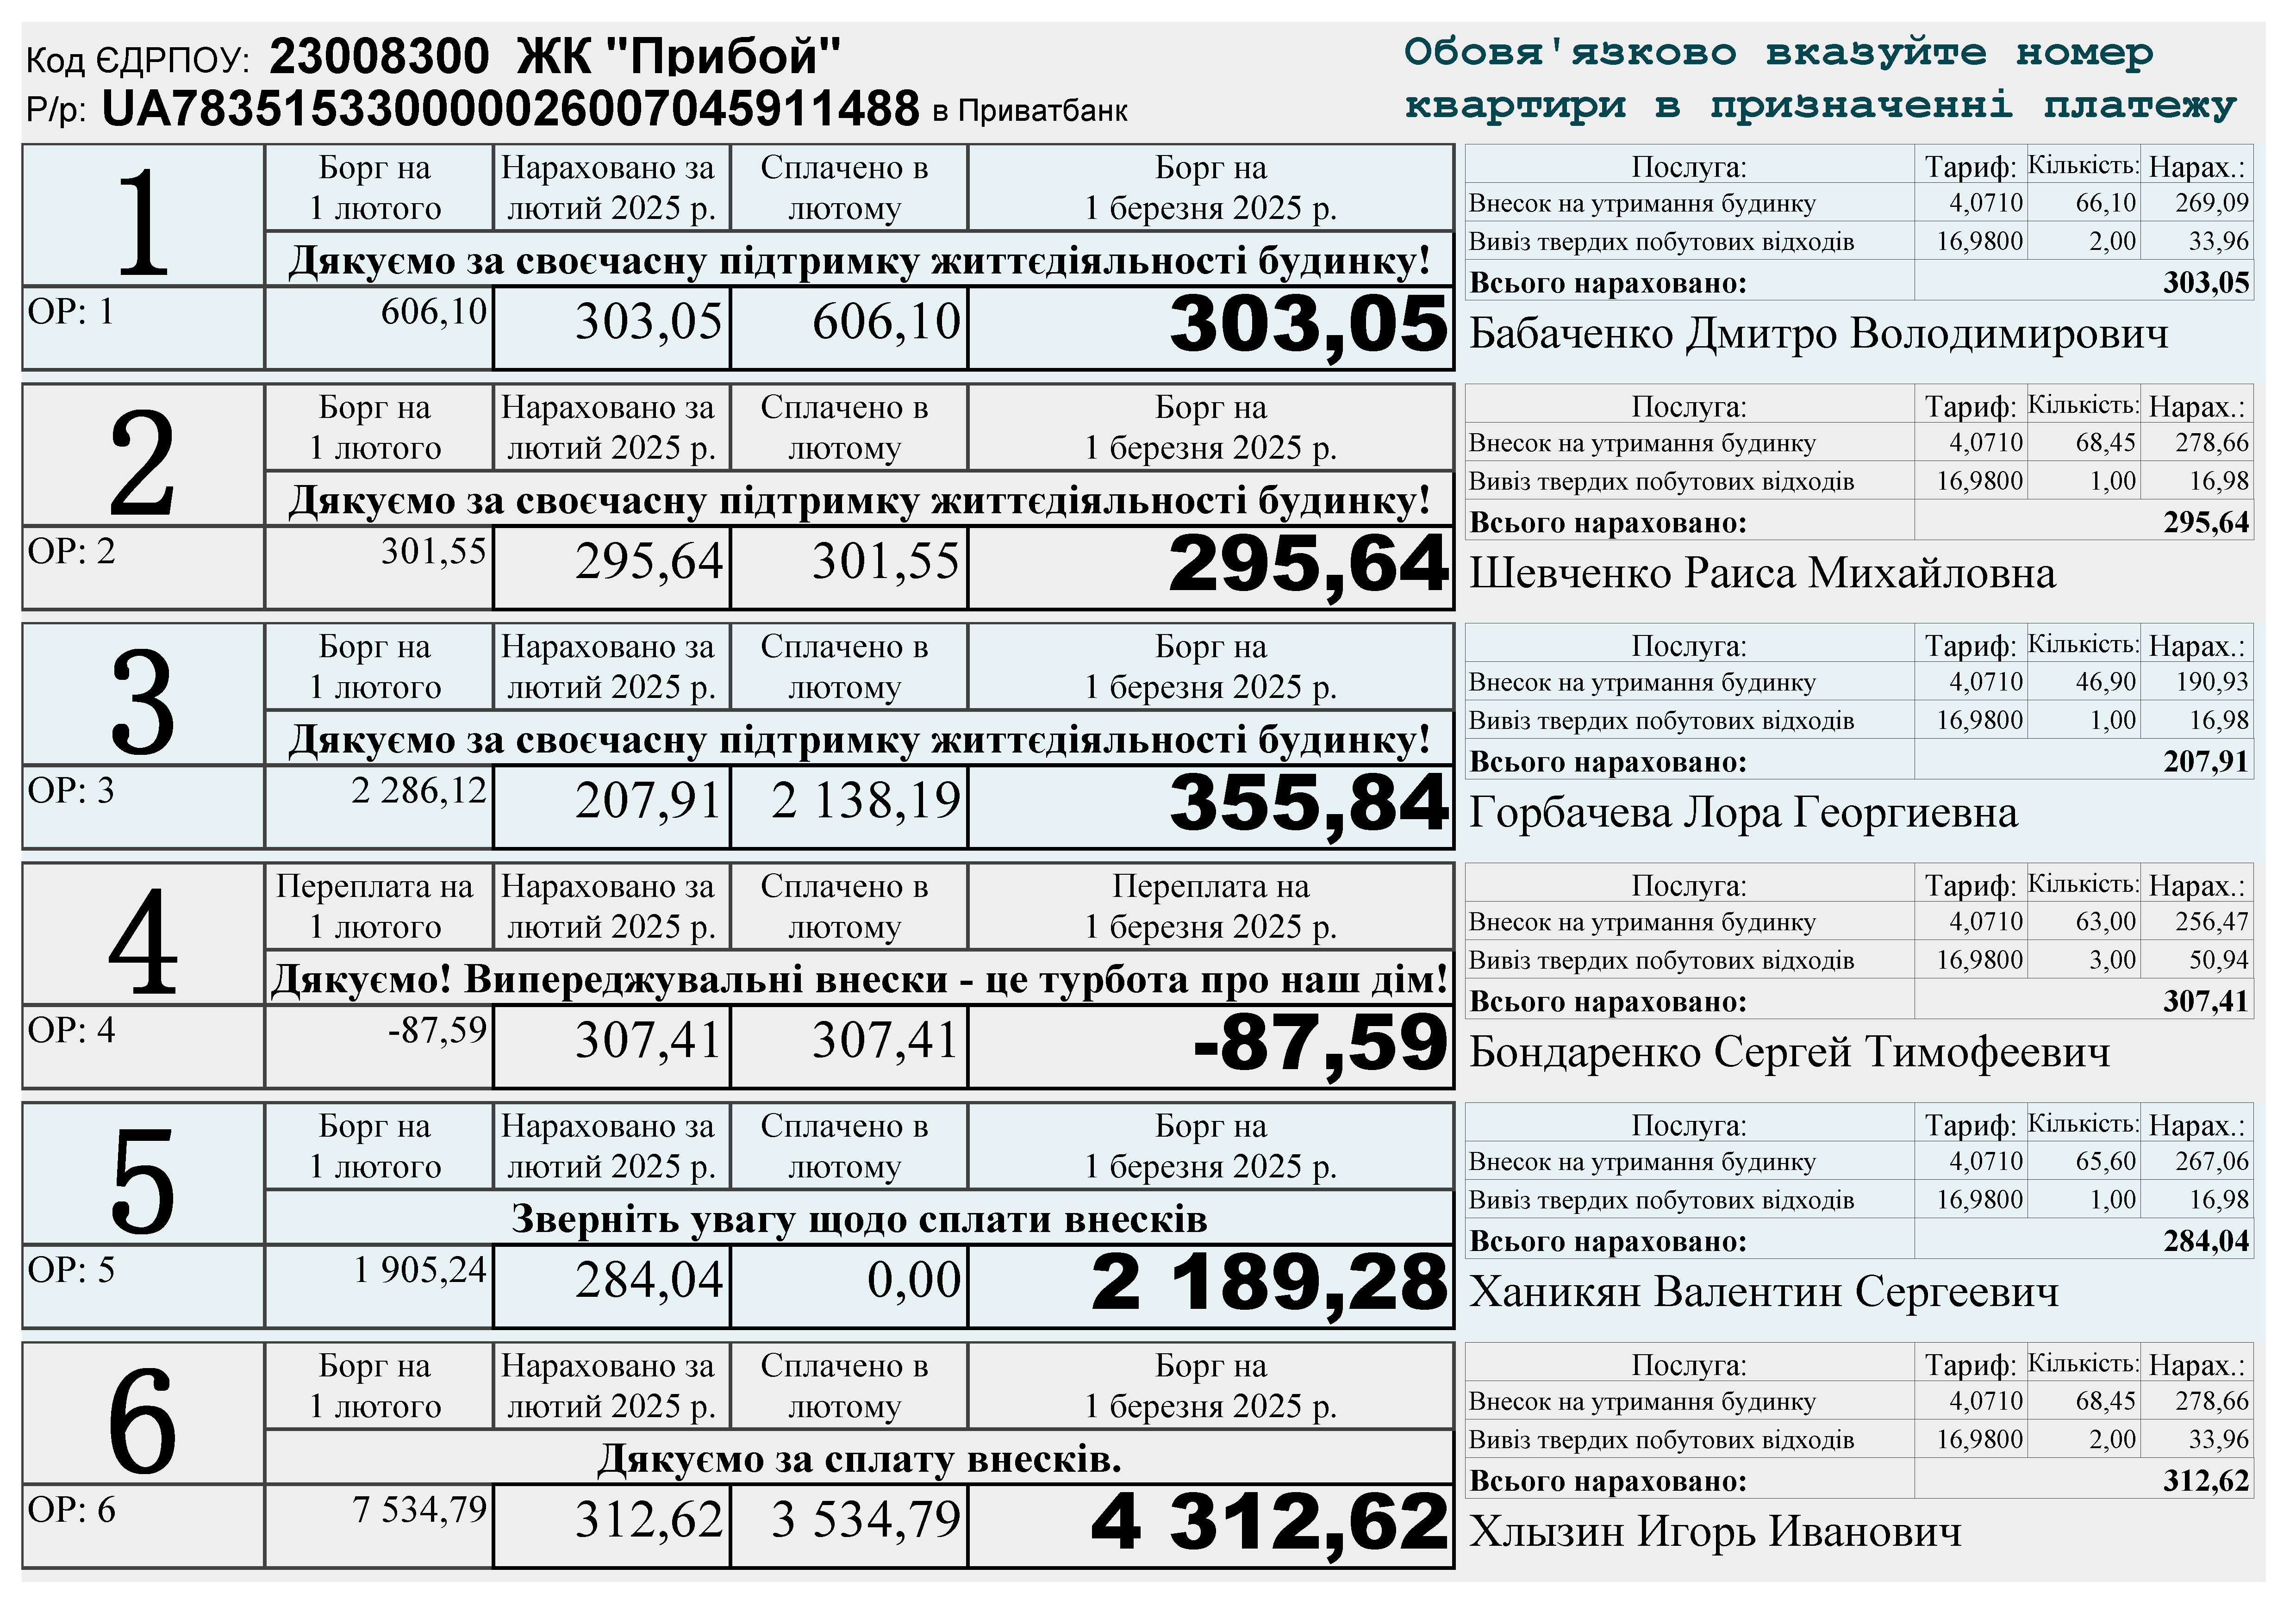 Код ЄДРПОУ: 23008300 ЖК "Прибой"
Р/р: UA783515330000026007045911488 в Приватбанк
Обовя'язково вказуйте номер
квартири в призначенні платежу
1
Борг на
1 лютого
Нараховано за
лютий 2025 р.
Сплачено в
лютому
Борг на
1 березня 2025 р.
Дякуємо за своєчасну підтримку життєдіяльності будинку!
ОР: 1 606,10 303,05 606,10 303,05
Послуга: Тариф: Кількість: Нарах.:
Внесок на утримання будинку 4,0710 66,10 269,09
Вивіз твердих побутових відходів 16,9800 2,00 33,96
Всього нараховано: 303,05
Бабаченко Дмитро Володимирович
2
Борг на
1 лютого
Нараховано за
лютий 2025 р.
Сплачено в
лютому
Борг на
1 березня 2025 р.
Дякуємо за своєчасну підтримку життєдіяльності будинку!
ОР: 2 301,55 295,64 301,55 295,64
Послуга: Тариф: Кількість: Нарах.:
Внесок на утримання будинку 4,0710 68,45 278,66
Вивіз твердих побутових відходів 16,9800 1,00 16,98
Всього нараховано: 295,64
Шевченко Раиса Михайловна
3
Борг на
1 лютого
Нараховано за
лютий 2025 р.
Сплачено в
лютому
Борг на
1 березня 2025 р.
Дякуємо за своєчасну підтримку життєдіяльності будинку!
ОР: 3 2 286,12 207,91 2 138,19 355,84
Послуга: Тариф: Кількість: Нарах.:
Внесок на утримання будинку 4,0710 46,90 190,93
Вивіз твердих побутових відходів 16,9800 1,00 16,98
Всього нараховано: 207,91
Горбачева Лора Георгиевна
4
Переплата на
1 лютого
Нараховано за
лютий 2025 р.
Сплачено в
лютому
Переплата на
1 березня 2025 р.
Дякуємо! Випереджувальні внески - це турбота про наш дім!
ОР: 4 -87,59 307,41 307,41 -87,59
Послуга: Тариф: Кількість: Нарах.:
Внесок на утримання будинку 4,0710 63,00 256,47
Вивіз твердих побутових відходів 16,9800 3,00 50,94
Всього нараховано: 307,41
Бондаренко Сергей Тимофеевич
5
Борг на
1 лютого
Нараховано за
лютий 2025 р.
Сплачено в
лютому
Борг на
1 березня 2025 р.
Зверніть увагу щодо сплати внесків
ОР: 5 1 905,24 284,04 0,00 2 189,28
Послуга: Тариф: Кількість: Нарах.:
Внесок на утримання будинку 4,0710 65,60 267,06
Вивіз твердих побутових відходів 16,9800 1,00 16,98
Всього нараховано: 284,04
Ханикян Валентин Сергеевич
6
Борг на
1 лютого
Нараховано за
лютий 2025 р.
Сплачено в
лютому
Борг на
1 березня 2025 р.
Дякуємо за сплату внесків.
ОР: 6 7 534,79 312,62 3 534,79 4 312,62
Послуга: Тариф: Кількість: Нарах.:
Внесок на утримання будинку 4,0710 68,45 278,66
Вивіз твердих побутових відходів 16,9800 2,00 33,96
Всього нараховано: 312,62
Хлызин Игорь Иванович